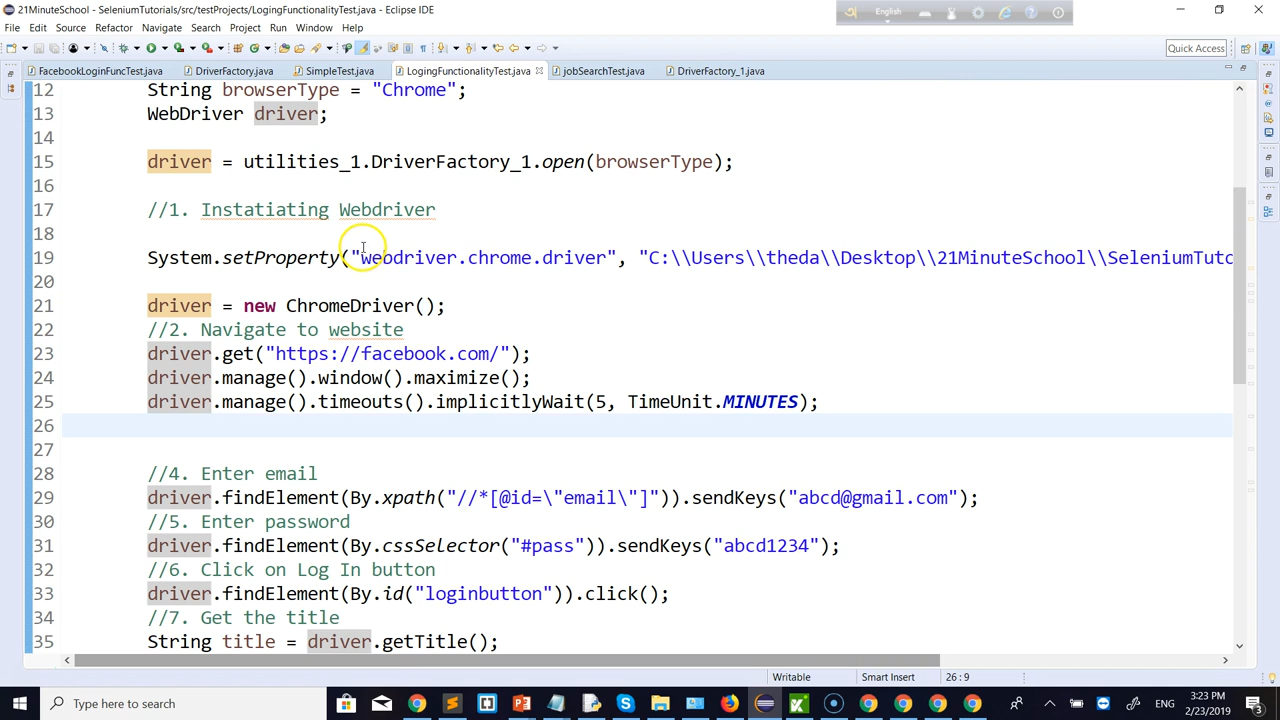 21MinuteSchool - SeleniumTutorials/src/testProjects/LogingFunctionalityTest.java - Eclipse IDE
English
File Edit Source Refactor Navigate Search Project Run Window Help
Quick Access
FacebookLoginFuncTest.java DriverFactory.java SimpleTest.java LogingFunctionalityTest.java jobSearchTest.java DriverFactory_1.java
12 String browserType = "Chrome";
13 WebDriver driver;
14
15 driver = utilities_1.DriverFactory_1.open(browserType);
16
17 //1. Instatiating Webdriver
18
19 System.setProperty("webdriver.chrome.driver", "C:\\Users\\theda\\Desktop\\21MinuteSchool\\SeleniumTuto
20
21 driver = new ChromeDriver();
22 //2. Navigate to website
23 driver.get("https://facebook.com/");
24 driver.manage().window().maximize();
25 driver.manage().timeouts().implicitlyWait(5, TimeUnit.MINUTES);
26
27
28 //4. Enter email
29 driver.findElement(By.xpath("//*[@id=\"email\"]")).sendKeys("abcd@gmail.com");
30 //5. Enter password
31 driver.findElement(By.cssSelector("#pass")).sendKeys("abcd1234");
32 //6. Click on Log In button
33 driver.findElement(By.id("loginbutton")).click();
34 //7. Get the title
35 String title = driver.getTitle();
Writable Smart Insert 26 : 9
Type here to search
ENG
3:23 PM
2/23/2019
3